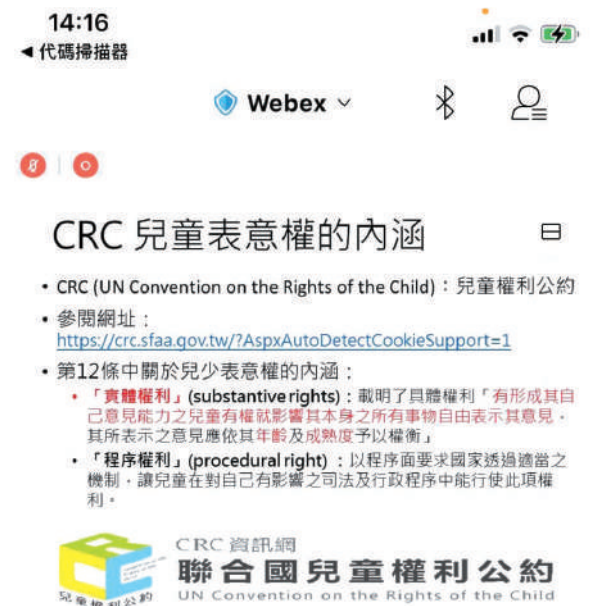 14:16
◀ 代碼掃描器
Webex
CRC 兒童表意權的內涵
• CRC (UN Convention on the Rights of the Child)：兒童權利公約
• 參閱網址：
https://crc.sfaa.gov.tw/?AspxAutoDetectCookieSupport=1
• 第12條中關於兒少表意權的內涵：
• 「實體權利」(substantive rights)：載明了具體權利「有形成其自
己意見能力之兒童有權就影響其本身之所有事物自由表示其意見，
其所表示之意見應依其年齡及成熟度予以權衡」
• 「程序權利」(procedural right)：以程序面要求國家透過適當之
機制，讓兒童在對自己有影響之司法及行政程序中能行使此項權
利。
CRC 資訊網
聯合國兒童權利公約
兒童權利公約
UN Convention on the Rights of the Child